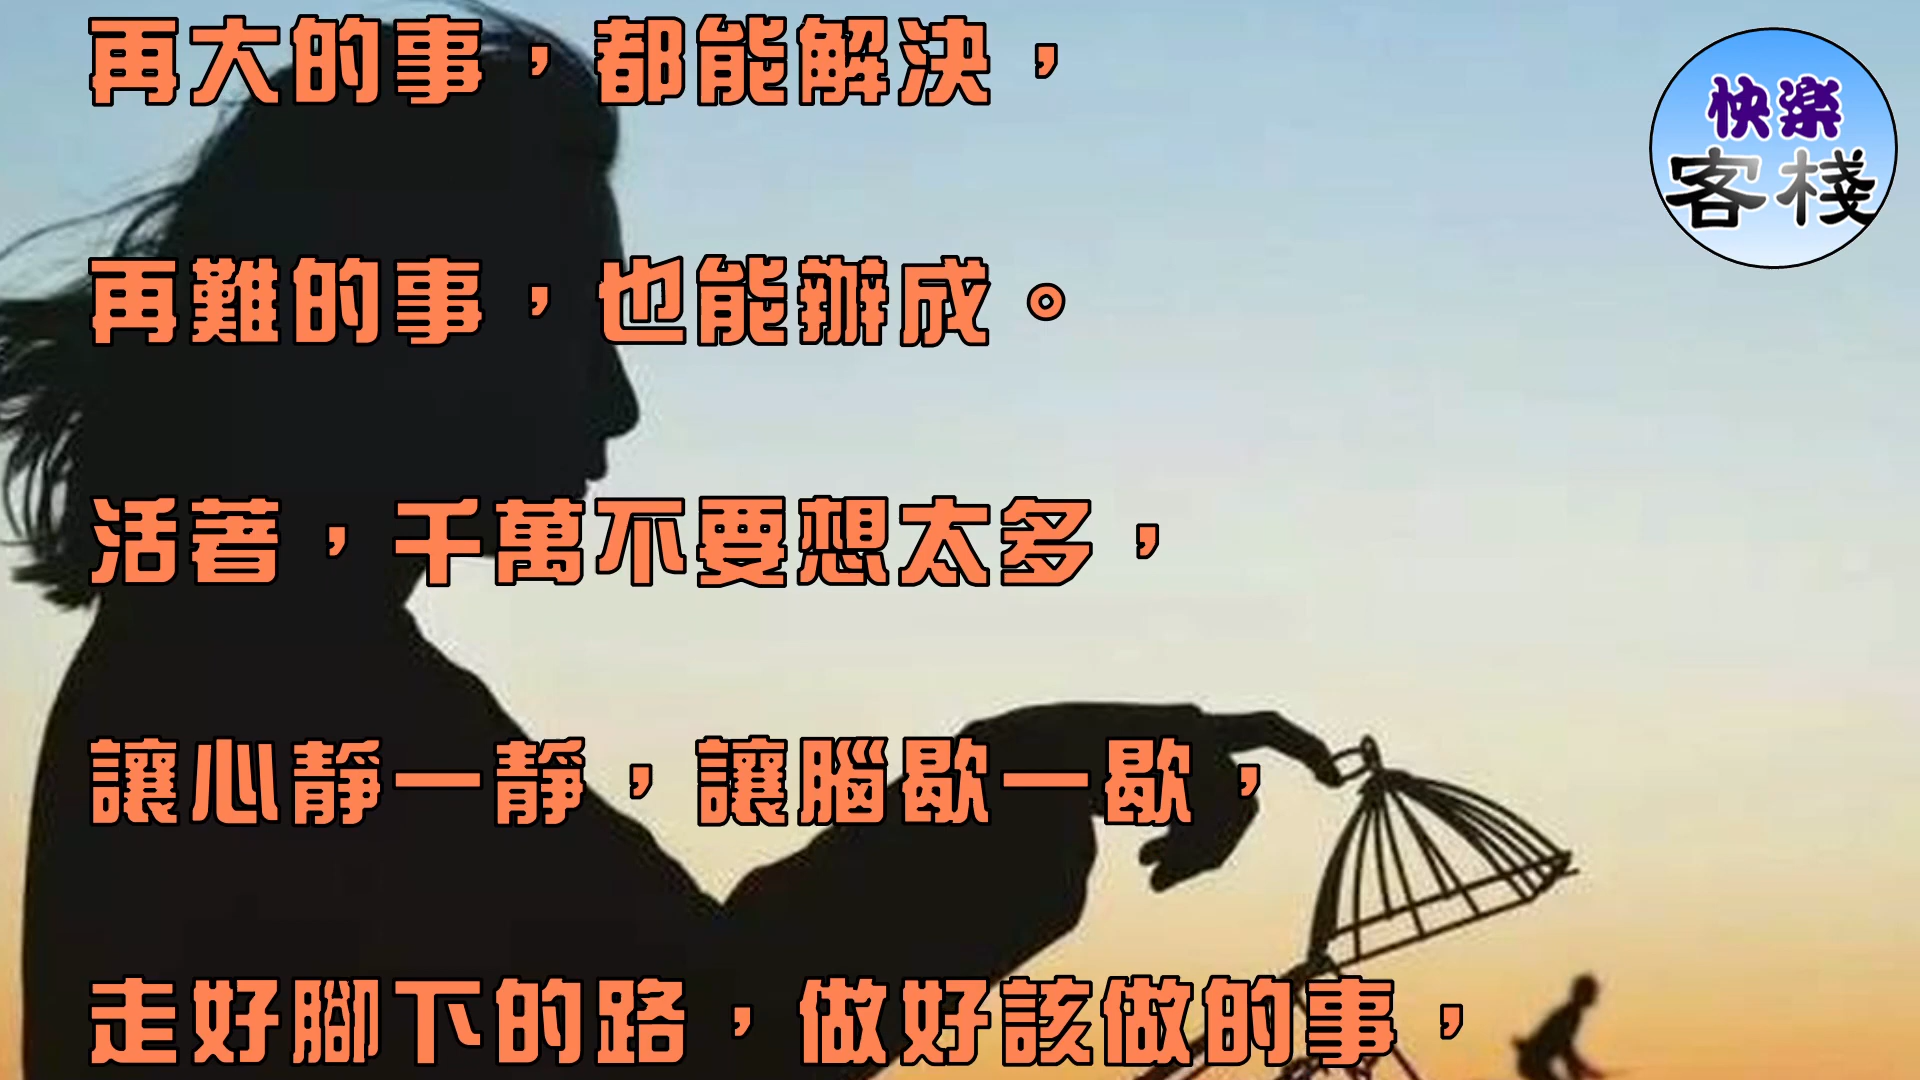 再大的事，都能解決，
快楽
客棧
再難的事，也能辦成。
活著，千萬不要想太多，
讓心靜一靜，讓腦歇一歇，
走好腳下的路，做好該做的事，